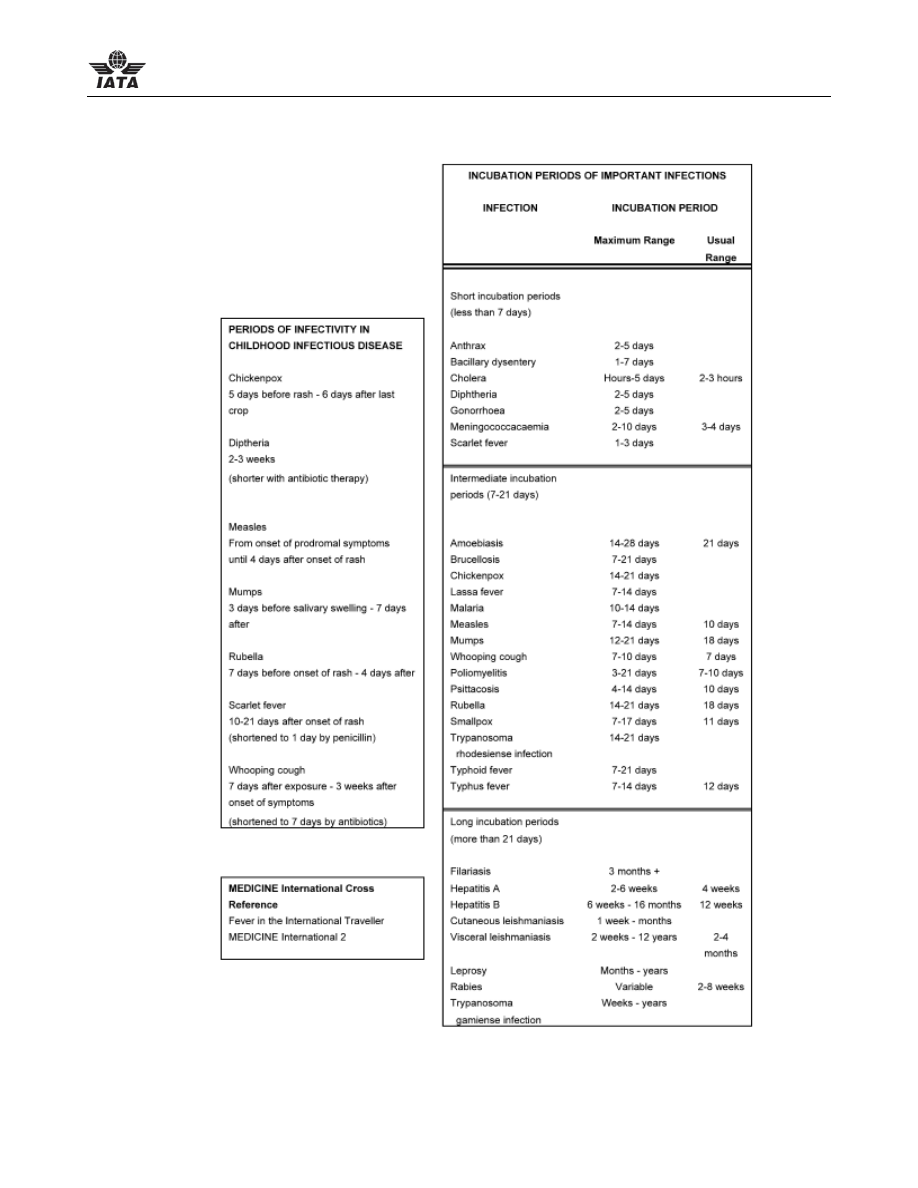 IATA
PERIODS OF INFECTIVITY IN
CHILDHOOD INFECTIOUS DISEASE
Chickenpox
5 days before rash - 6 days after last
crop
Diptheria
2-3 weeks
(shorter with antibiotic therapy)
Measles
From onset of prodromal symptoms
until 4 days after onset of rash
Mumps
3 days before salivary swelling - 7 days
after
Rubella
7 days before onset of rash - 4 days after
Scarlet fever
10-21 days after onset of rash
(shortened to 1 day by penicillin)
Whooping cough
7 days after exposure - 3 weeks after
onset of symptoms
(shortened to 7 days by antibiotics)
MEDICINE International Cross
Reference
Fever in the International Traveller
MEDICINE International 2
INCUBATION PERIODS OF IMPORTANT INFECTIONS
INFECTION INCUBATION PERIOD
Maximum Range Usual
Range
Short incubation periods
(less than 7 days)
Anthrax 2-5 days
Bacillary dysentery 1-7 days
Cholera Hours-5 days 2-3 hours
Diphtheria 2-5 days
Gonorrhoea 2-5 days
Meningococcacaemia 2-10 days 3-4 days
Scarlet fever 1-3 days
Intermediate incubation
periods (7-21 days)
Amoebiasis 14-28 days 21 days
Brucellosis 7-21 days
Chickenpox 14-21 days
Lassa fever 7-14 days
Malaria 10-14 days
Measles 7-14 days 10 days
Mumps 12-21 days 18 days
Whooping cough 7-10 days 7 days
Poliomyelitis 3-21 days 7-10 days
Psittacosis 4-14 days 10 days
Rubella 14-21 days 18 days
Smallpox 7-17 days 11 days
Trypanosoma 14-21 days
rhodesiense infection
Typhoid fever 7-21 days
Typhus fever 7-14 days 12 days
Long incubation periods
(more than 21 days)
Filariasis 3 months +
Hepatitis A 2-6 weeks 4 weeks
Hepatitis B 6 weeks - 16 months 12 weeks
Cutaneous leishmaniasis 1 week - months
Visceral leishmaniasis 2 weeks - 12 years 2-4
months
Leprosy Months - years
Rabies Variable 2-8 weeks
Trypanosoma Weeks - years
gamiense infection